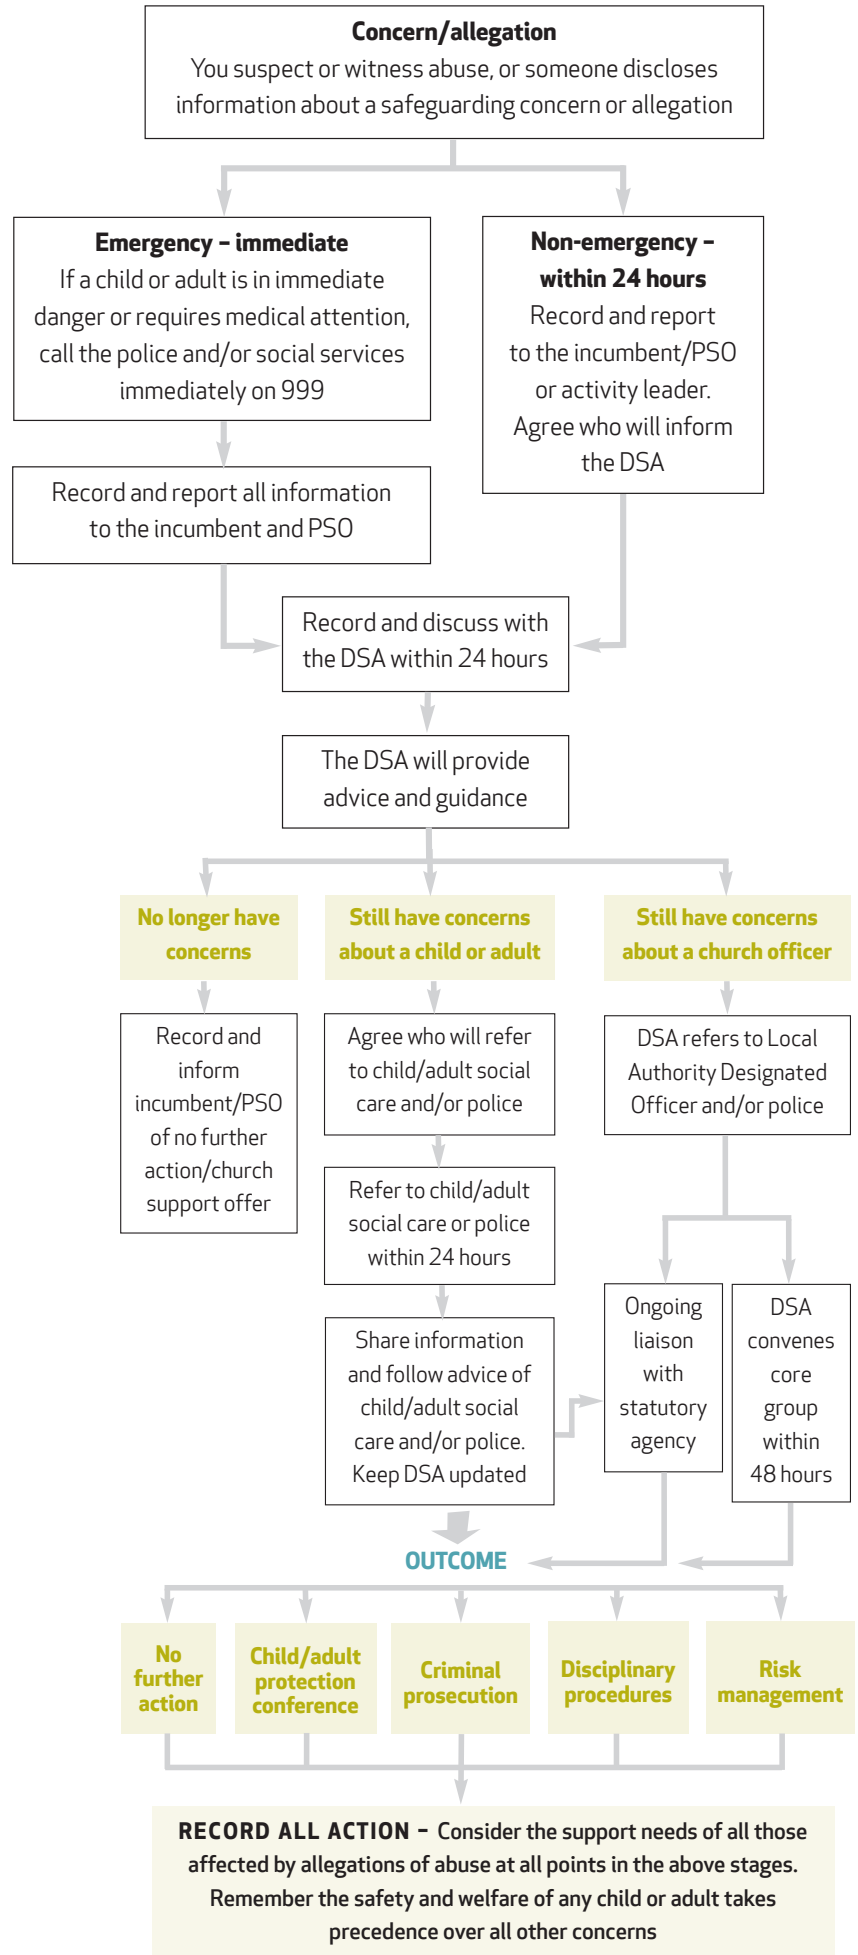 Concern/allegation
You suspect or witness abuse, or someone discloses
information about a safeguarding concern or allegation
Emergency – immediate
If a child or adult is in immediate
danger or requires medical attention,
call the police and/or social services
immediately on 999
Non-emergency –
within 24 hours
Record and report
to the incumbent/PSO
or activity leader.
Agree who will inform
the DSA
Record and report all information
to the incumbent and PSO
Record and discuss with
the DSA within 24 hours
The DSA will provide
advice and guidance
No longer have
concerns
Still have concerns
about a child or adult
Still have concerns
about a church officer
Record and
inform
incumbent/PSO
of no further
action/church
support offer
Agree who will refer
to child/adult social
care and/or police
DSA refers to Local
Authority Designated
Officer and/or police
Refer to child/adult
social care or police
within 24 hours
Share information
and follow advice of
child/adult social
care and/or police.
Keep DSA updated
Ongoing
liaison
with
statutory
agency
DSA
convenes
core
group
within
48 hours
OUTCOME
No
further
action
Child/adult
protection
conference
Criminal
prosecution
Disciplinary
procedures
Risk
management
RECORD ALL ACTION – Consider the support needs of all those
affected by allegations of abuse at all points in the above stages.
Remember the safety and welfare of any child or adult takes
precedence over all other concerns